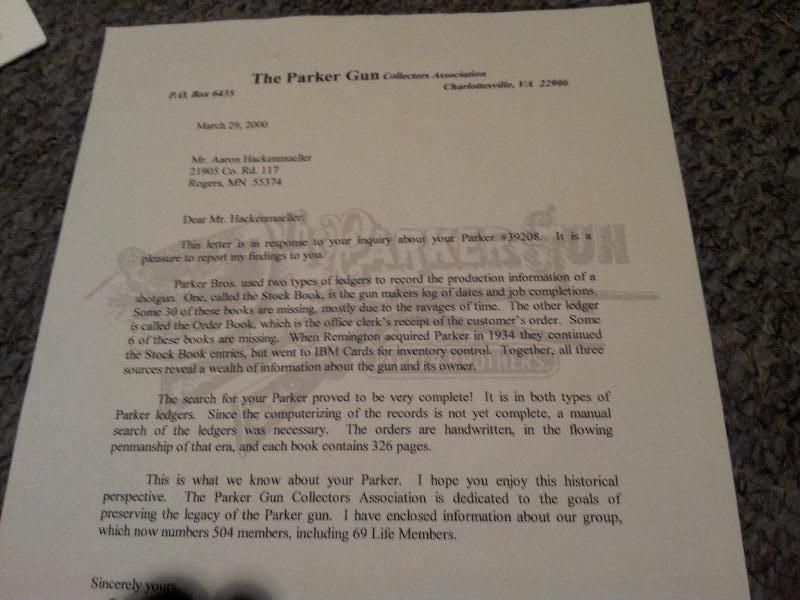 The Parker Gun Collectors Association
P.O. Box 6435 Charlottesville, VA 22906
March 29, 2000
Mr. Aaron Hackenmueller
21905 Co. Rd. 117
Rogers, MN 55374
Dear Mr. Hackenmueller:
This letter is in response to your inquiry about your Parker #39208. It is a
pleasure to report my findings to you.
Parker Bros. used two types of ledgers to record the production information of a
shotgun. One, called the Stock Book, is the gun makers log of dates and job completions.
Some 30 of these books are missing, mostly due to the ravages of time. The other ledger
is called the Order Book, which is the office clerk's receipt of the customer's order. Some
6 of these books are missing. When Remington acquired Parker in 1934 they continued
the Stock Book entries, but went to IBM Cards for inventory control. Together, all three
sources reveal a wealth of information about the gun and its owner.
The search for your Parker proved to be very complete! It is in both types of
Parker ledgers. Since the computerizing of the records is not yet complete, a manual
search of the ledgers was necessary. The orders are handwritten, in the flowing
penmanship of that era, and each book contains 326 pages.
This is what we know about your Parker. I hope you enjoy this historical
perspective. The Parker Gun Collectors Association is dedicated to the goals of
preserving the legacy of the Parker gun. I have enclosed information about our group,
which now numbers 504 members, including 69 Life Members.
Sincerely yours,
PARKER GUN
BROTHERS